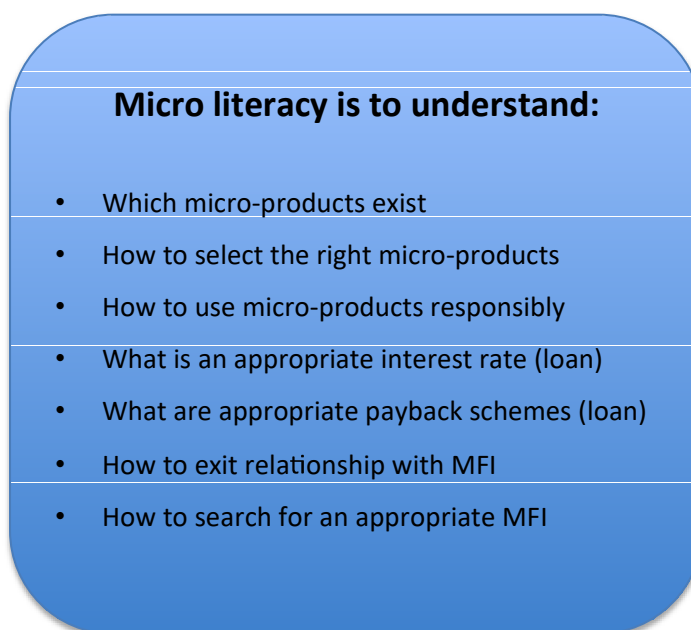 Micro literacy is to understand:
• Which micro-products exist
• How to select the right micro-products
• How to use micro-products responsibly
• What is an appropriate interest rate (loan)
• What are appropriate payback schemes (loan)
• How to exit relationship with MFI
• How to search for an appropriate MFI